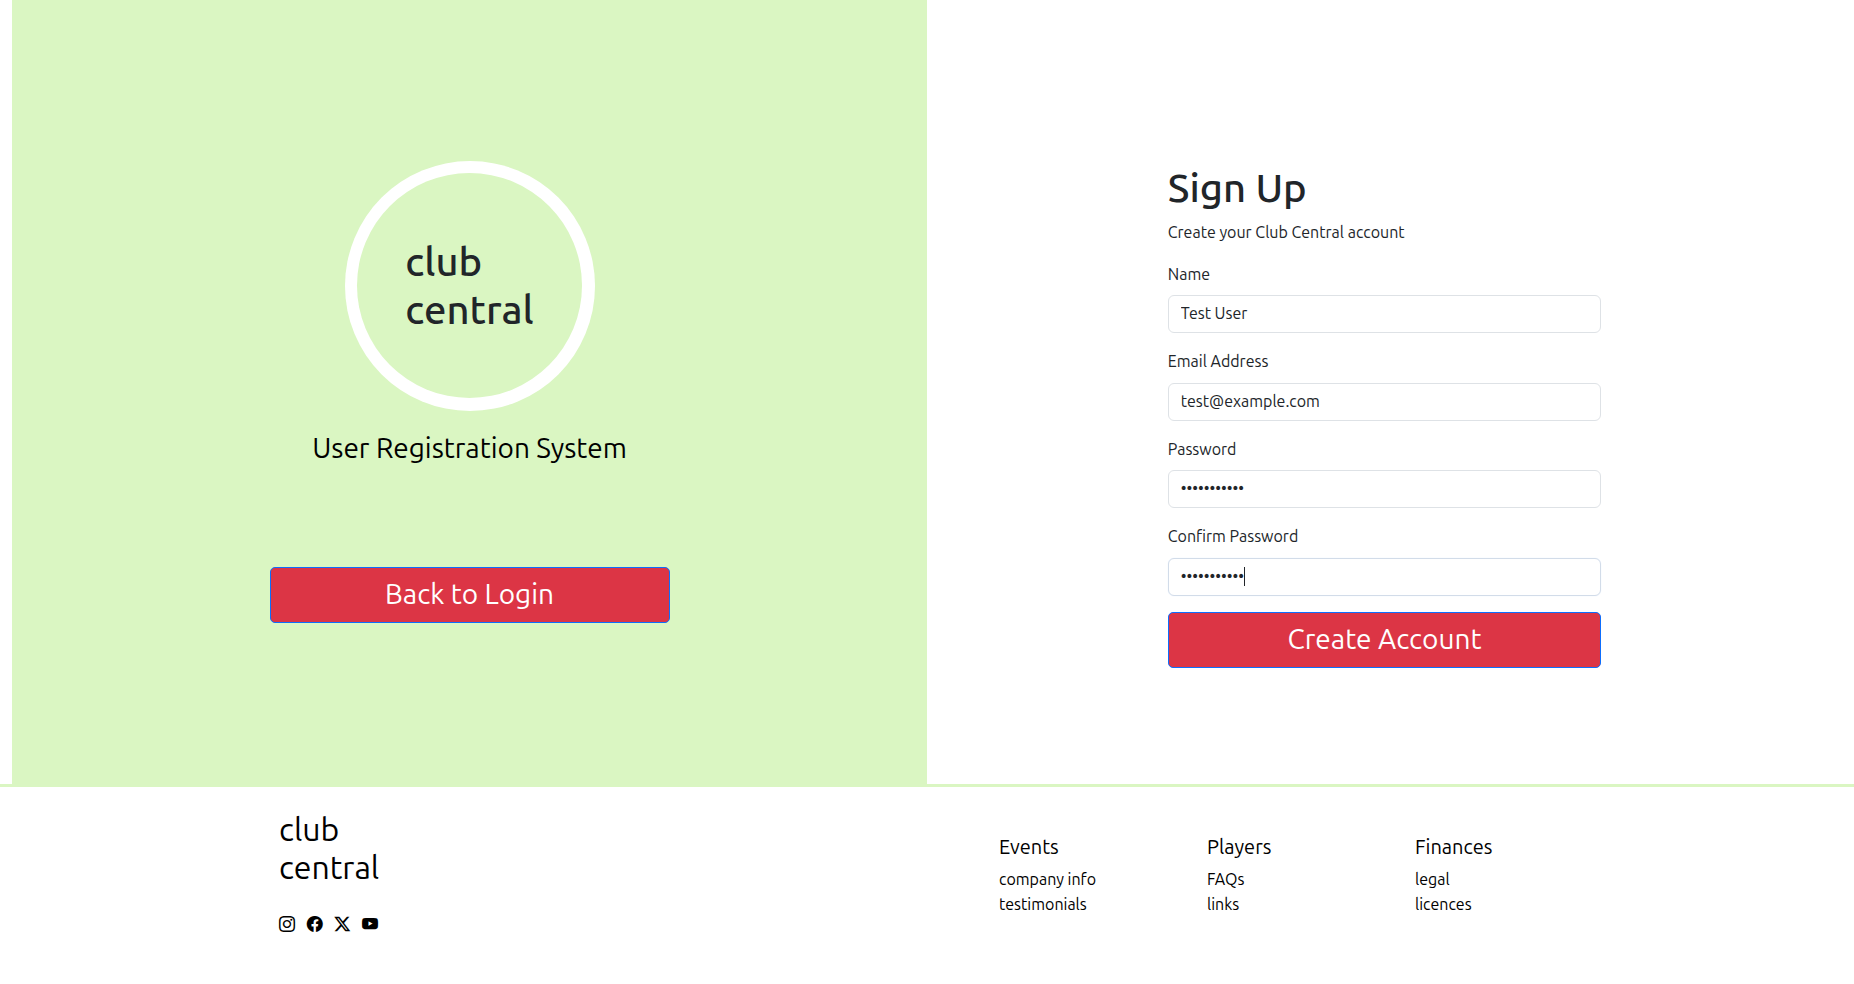 club
central
User Registration System
Back to Login
Sign Up
Create your Club Central account
Name
Test User
Email Address
test@example.com
Password
•••••••••••
Confirm Password
•••••••••••
Create Account
club
central
Events
company info
testimonials
Players
FAQs
links
Finances
legal
licences